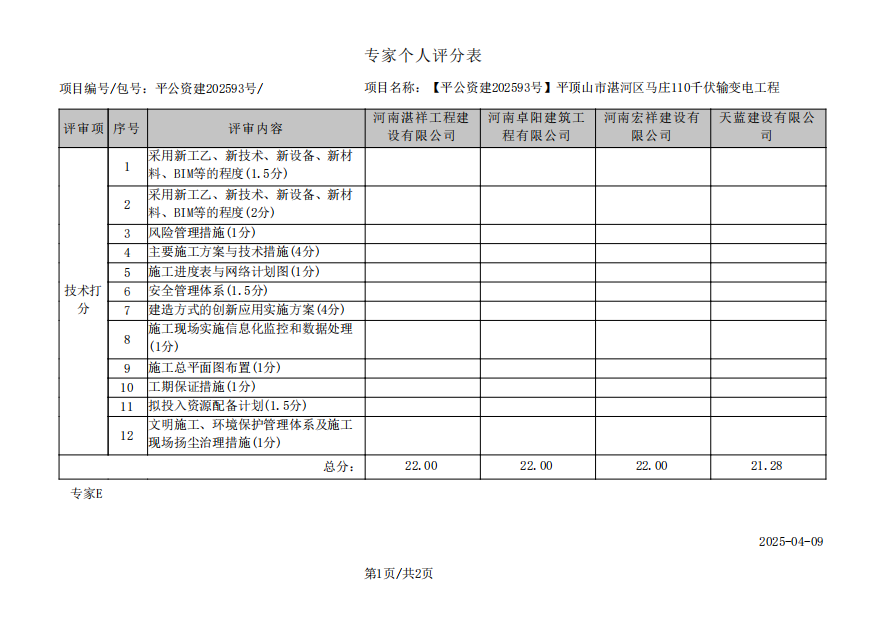 专家个人评分表
项目编号/包号：平公资建202593号/
项目名称：【平公资建202593号】平顶山市湛河区马庄110千伏输变电工程
评审项 序号 评审内容 河南湛祥工程建 河南卓阳建筑工 河南宏祥建设有 天蓝建设有限公
设有限公司 程有限公司 限公司 司
采用新工乙、新技术、新设备、新材
1
料、BIM等的程度(1.5分)
采用新工乙、新技术、新设备、新材
2
料、BIM等的程度(2分)
3 风险管理措施(1分)
4 主要施工方案与技术措施(4分)
5 施工进度表与网络计划图(1分)
技术打
分
6 安全管理体系(1.5分)
7 建造方式的创新应用实施方案(4分)
施工现场实施信息化监控和数据处理
8
(1分)
9 施工总平面图布置(1分)
10 工期保证措施(1分)
11 拟投入资源配备计划(1.5分)
文明施工、环境保护管理体系及施工
12
现场扬尘治理措施(1分)
总分： 22.00 22.00 22.00 21.28
专家E
2025-04-09
第1页/共2页